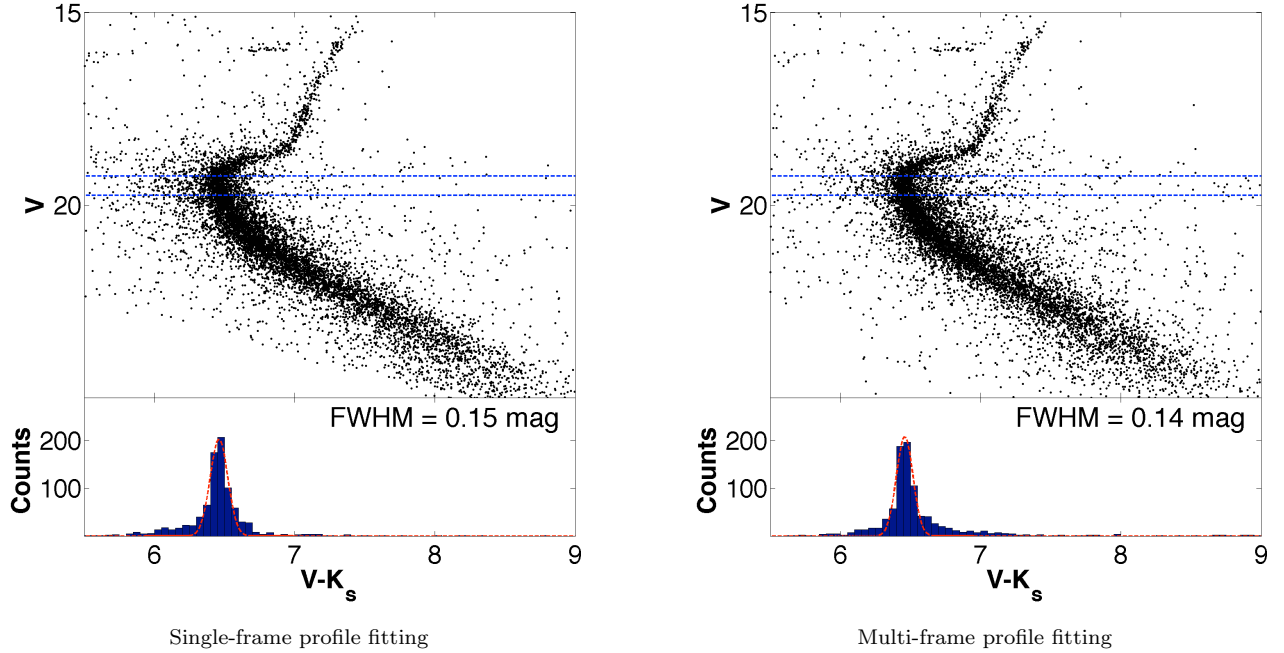 15
20
V
FWHM = 0.15 mag
Counts
200
100
6 7 8 9
V-Ks
Single-frame profile fitting
15
20
V
FWHM = 0.14 mag
Counts
200
100
6 7 8 9
V-Ks
Multi-frame profile fitting